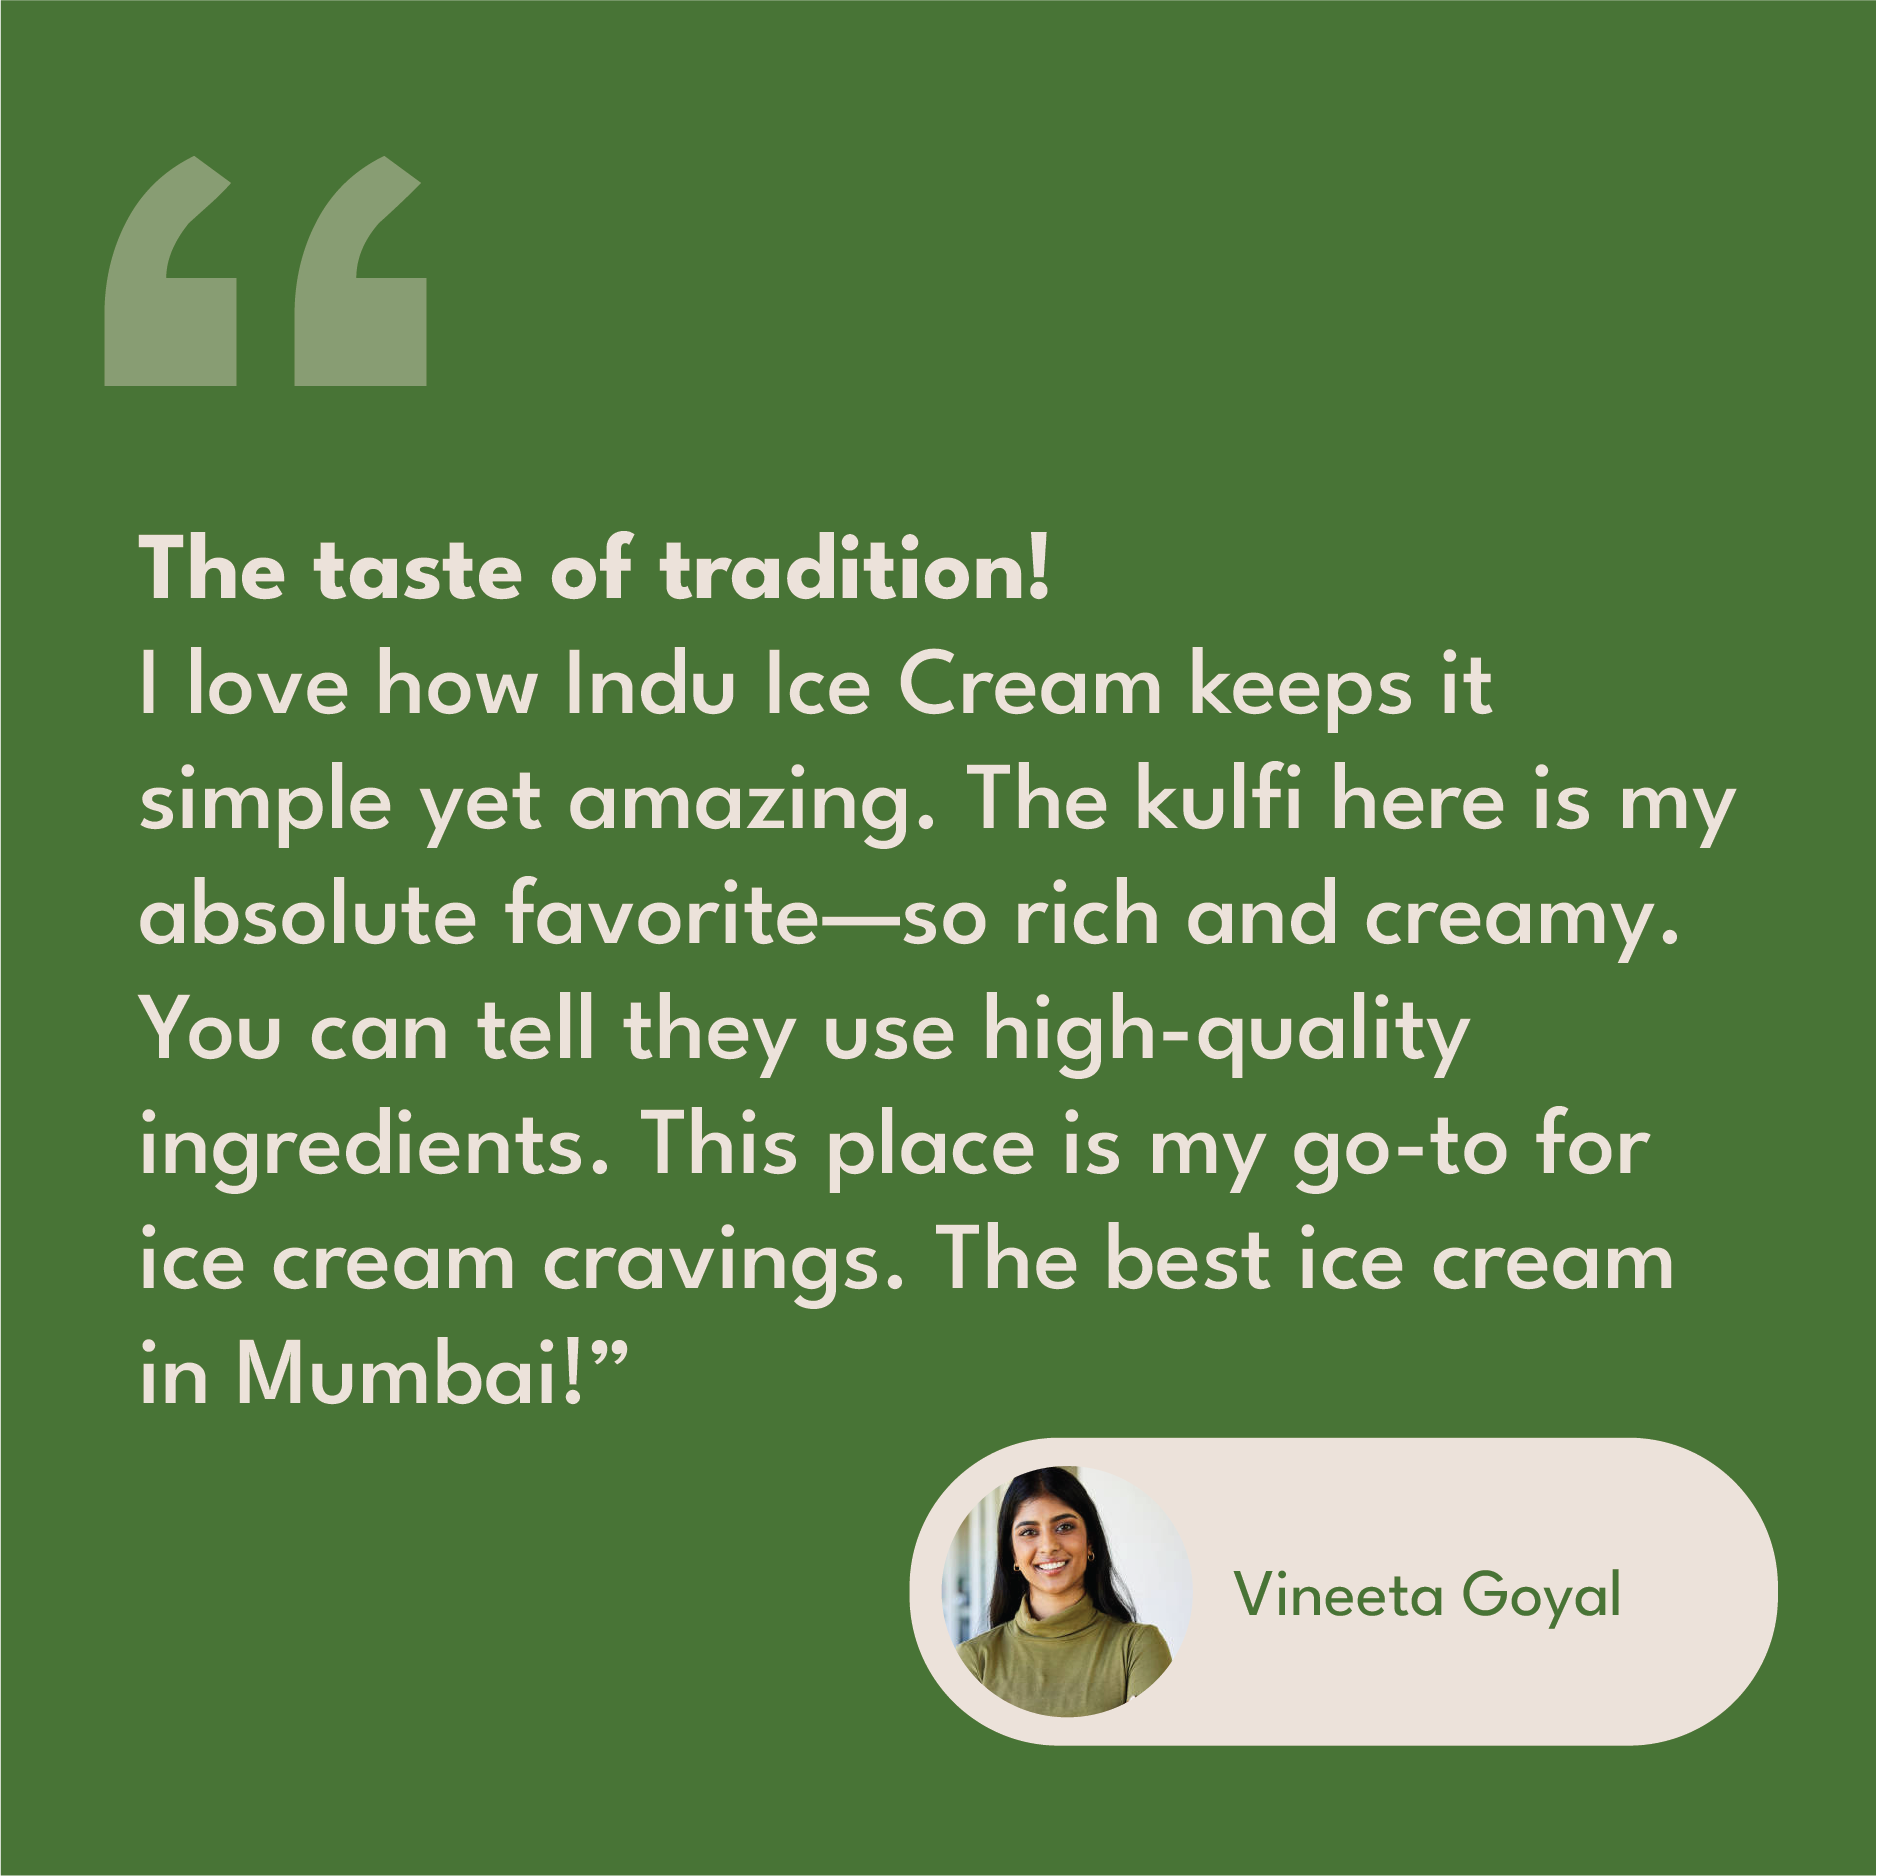 “
The taste of tradition!
I love how Indu Ice Cream keeps it
simple yet amazing. The kulfi here is my
absolute favorite—so rich and creamy.
You can tell they use high-quality
ingredients. This place is my go-to for
ice cream cravings. The best ice cream
in Mumbai!”
Vineeta Goyal